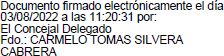 Documento firmado electrónicamente el día
03/08/2022 a las 11:20:31 por:
El Concejal Delegado
Fdo.: CARMELO TOMAS SILVERA
CABRERA